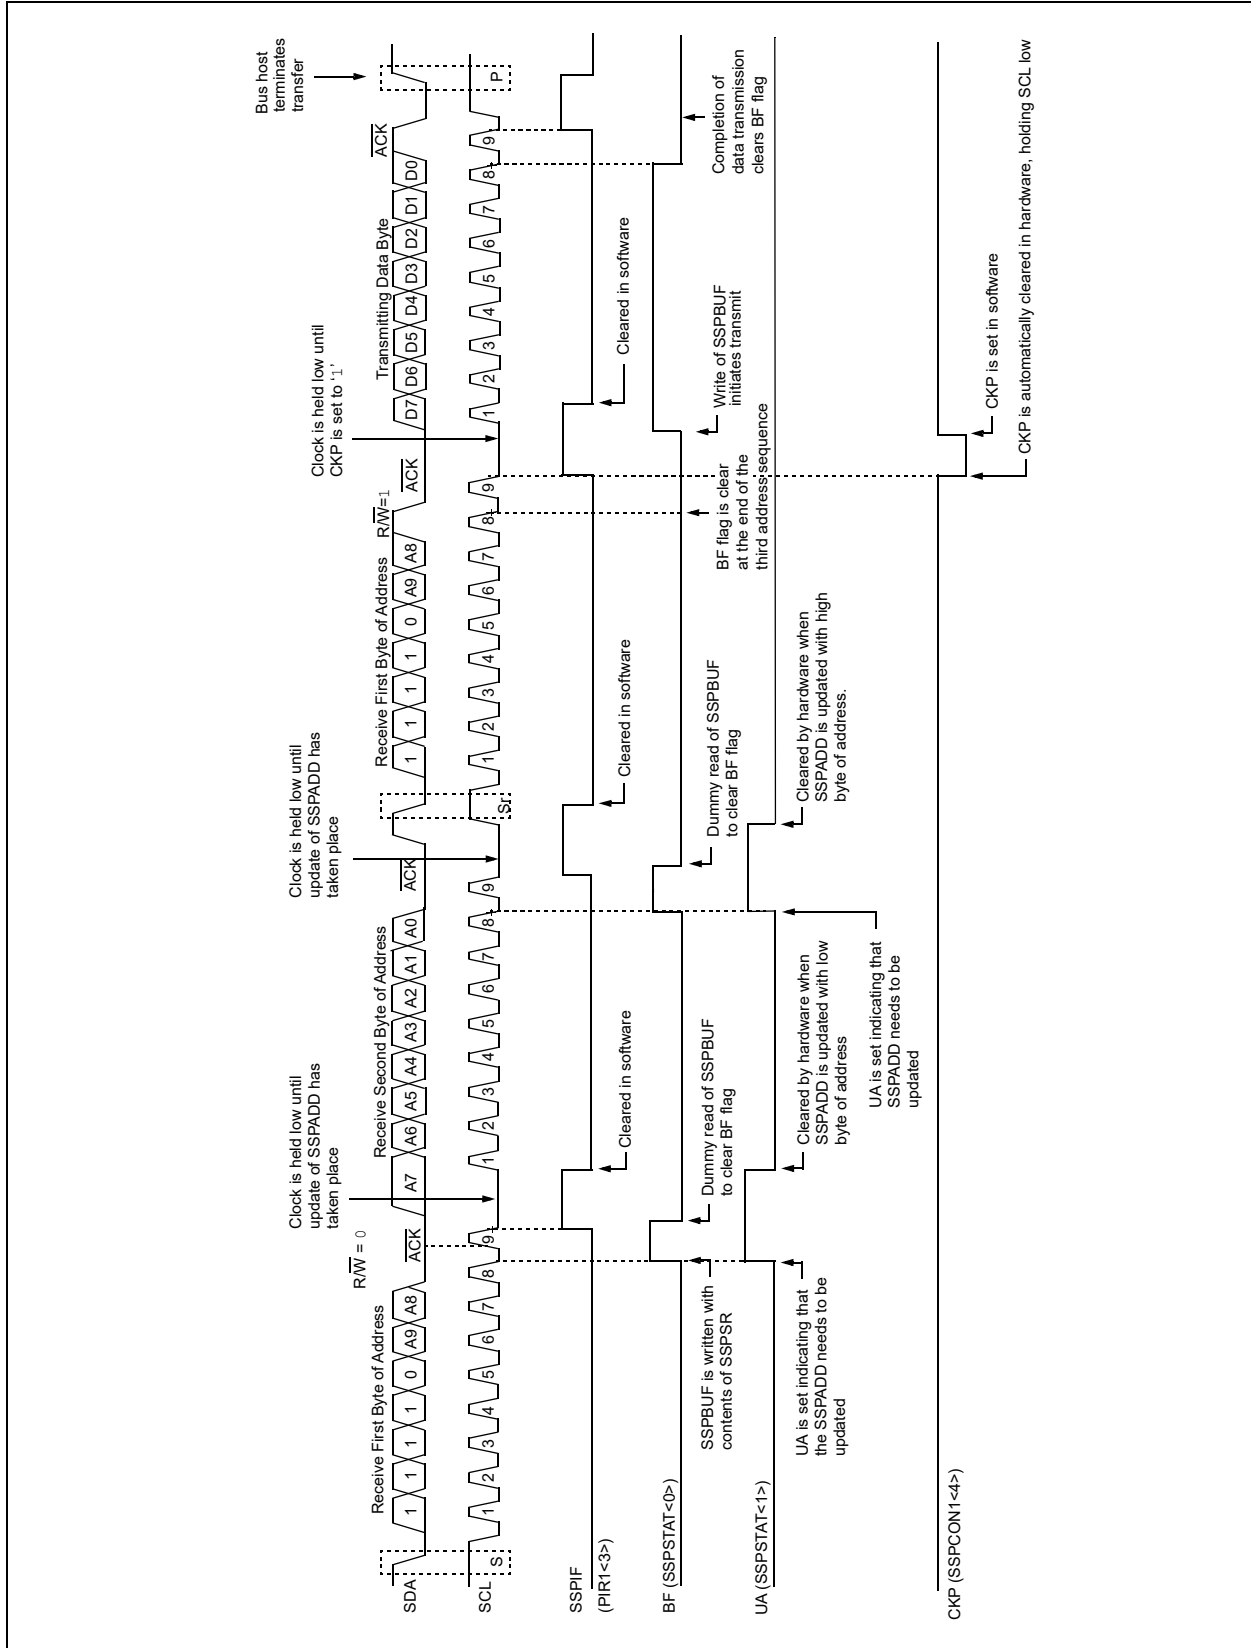 Bus host
terminates
transfer
Clock is held low until
CKP is set to ‘1’
Clock is held low until
update of SSPADD has
taken place
Clock is held low until
update of SSPADD has
taken place
R/W = 0
R/W=1
Receive First Byte of Address
ACK
Receive Second Byte of Address
ACK
Receive First Byte of Address
ACK
Transmitting Data Byte
ACK
SDA
1 1 1 1 0 A9 A8
A7 A6 A5 A4 A3 A2 A1 A0
1 1 1 1 0 A9 A8
D7 D6 D5 D4 D3 D2 D1 D0
SCL
S
1 2 3 4 5 6 7 8 9
1 2 3 4 5 6 7 8 9
Sr
1 2 3 4 5 6 7 8 9
1 2 3 4 5 6 7 8 9
P
SSPIF
(PIR1<3>)
Cleared in software
Cleared in software
Cleared in software
BF (SSPSTAT<0>)
SSPBUF is written with
contents of SSPSR
Dummy read of SSPBUF
to clear BF flag
Dummy read of SSPBUF
to clear BF flag
BF flag is clear
at the end of the
third address sequence
Write of SSPBUF
initiates transmit
Completion of
data transmission
clears BF flag
UA (SSPSTAT<1>)
UA is set indicating that
the SSPADD needs to be
updated
Cleared by hardware when
SSPADD is updated with low
byte of address
UA is set indicating that
SSPADD needs to be
updated
Cleared by hardware when
SSPADD is updated with high
byte of address.
CKP (SSPCON1<4>)
CKP is set in software
CKP is automatically cleared in hardware, holding SCL low